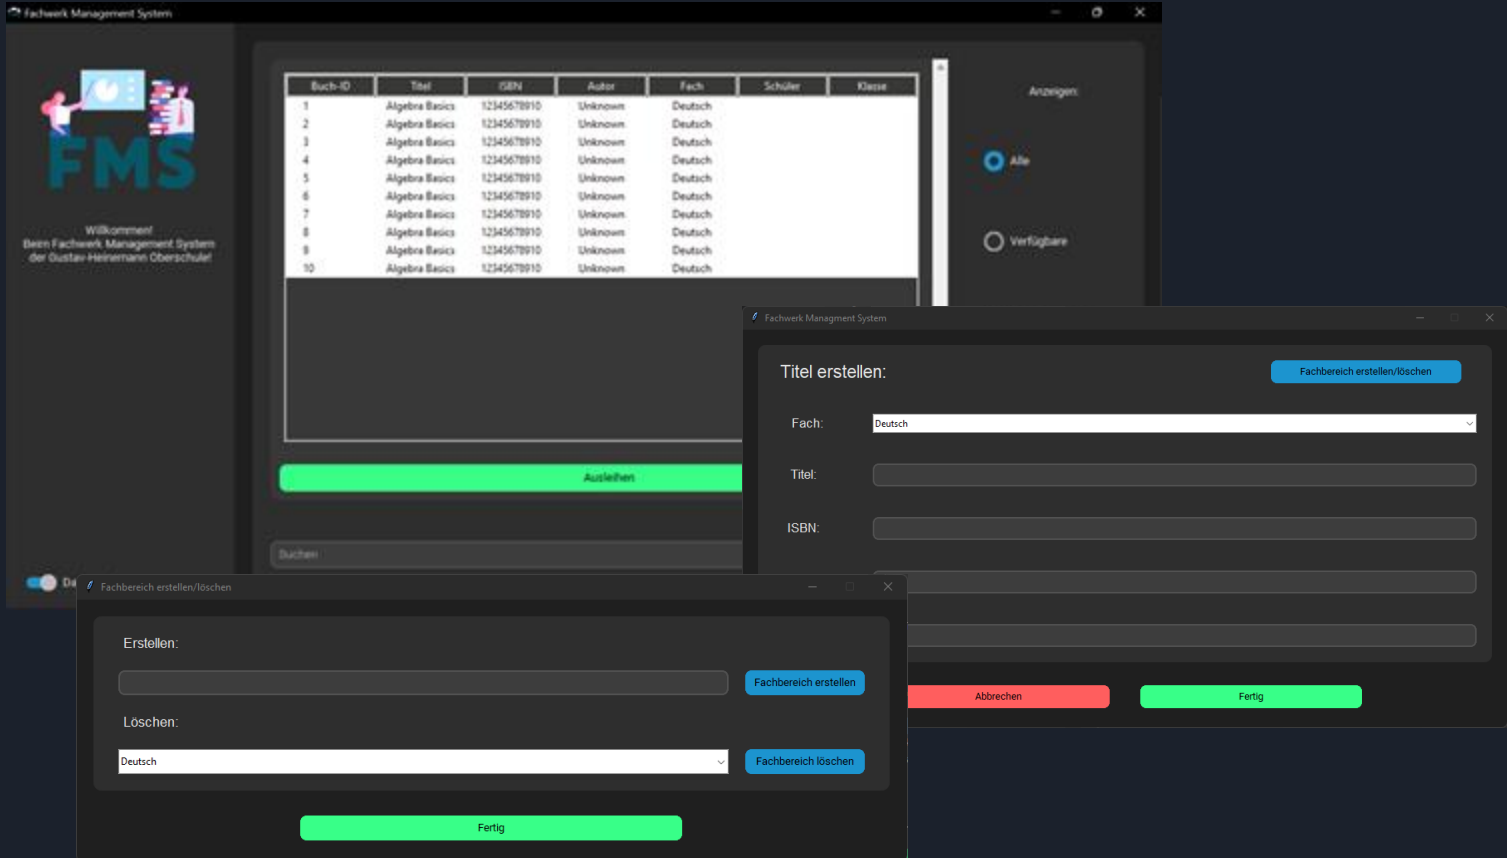 Fachwerk Management System
FMS
Willkommen!
Beim Fachwerk Management System
der Gustav-Heinemann Oberschule!
Buch-ID Titel ISBN Autor Fach Schüler Klasse
1 Algebra Basics 12345678910 Unknown Deutsch
2 Algebra Basics 12345678910 Unknown Deutsch
3 Algebra Basics 12345678910 Unknown Deutsch
4 Algebra Basics 12345678910 Unknown Deutsch
5 Algebra Basics 12345678910 Unknown Deutsch
6 Algebra Basics 12345678910 Unknown Deutsch
7 Algebra Basics 12345678910 Unknown Deutsch
8 Algebra Basics 12345678910 Unknown Deutsch
9 Algebra Basics 12345678910 Unknown Deutsch
10 Algebra Basics 12345678910 Unknown Deutsch
Anzeigen:
Alle
Verfügbare
Ausleihen
Suchen
Da
Fachwerk Managment System
Titel erstellen:
Fachbereich erstellen/löschen
Fach:
Deutsch
Titel:
ISBN:
Abbrechen
Fertig
Fachbereich erstellen/löschen
Erstellen:
Fachbereich erstellen
Löschen:
Deutsch
Fachbereich löschen
Fertig